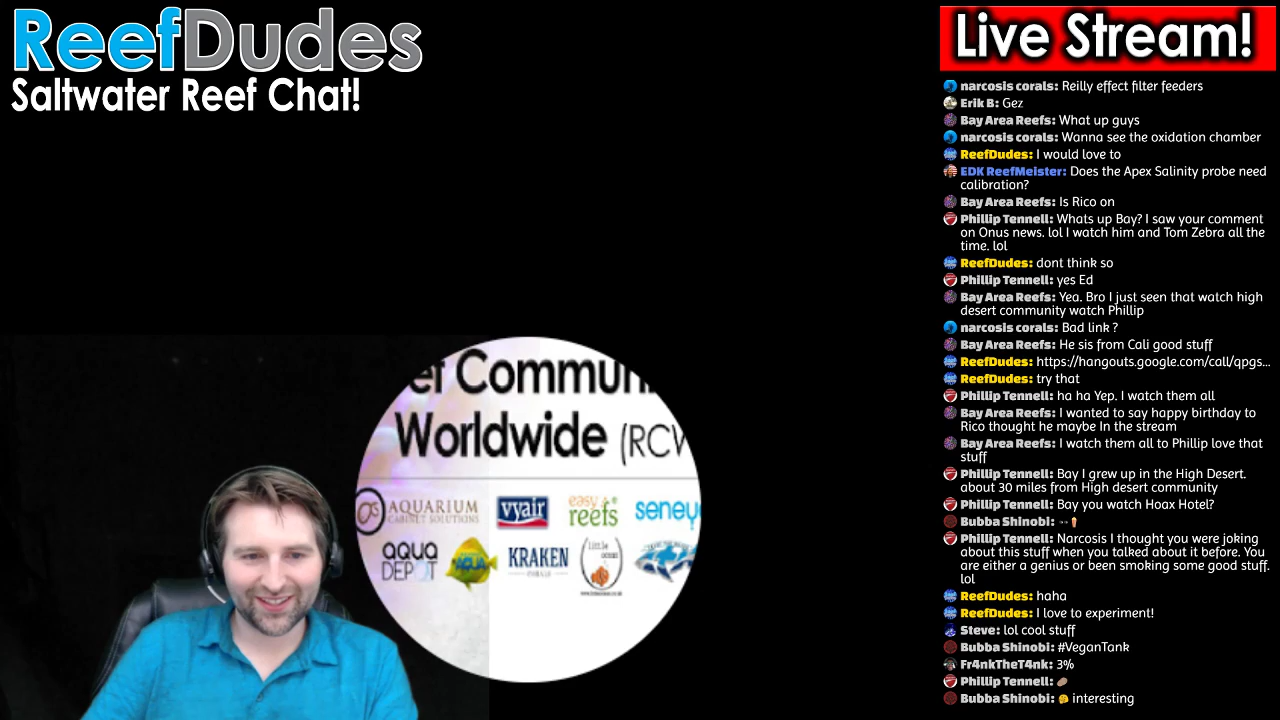 ReefDudes
Saltwater Reef Chat!
Live Stream!
narcosis corals: Reilly effect filter feeders
Erik B: Gez
Bay Area Reefs: What up guys
narcosis corals: Wanna see the oxidation chamber
ReefDudes: I would love to
EDK ReefMeister: Does the Apex Salinity probe need
calibration?
Bay Area Reefs: Is Rico on
Phillip Tennell: Whats up Bay? I saw your comment
on Onus news. lol I watch him and Tom Zebra all the
time. lol
ReefDudes: dont think so
Phillip Tennell: yes Ed
Bay Area Reefs: Yea. Bro I just seen that watch high
desert community watch Phillip
narcosis corals: Bad link ?
Bay Area Reefs: He sis from Cali good stuff
ReefDudes: https://hangouts.google.com/call/qpgs...
ReefDudes: try that
Phillip Tennell: ha ha Yep. I watch them all
Bay Area Reefs: I wanted to say happy birthday to
Rico thought he maybe In the stream
Bay Area Reefs: I watch them all to Phillip love that
stuff
Phillip Tennell: Bay I grew up in the High Desert.
about 30 miles from High desert community
Phillip Tennell: Bay you watch Hoax Hotel?
Bubba Shinobi:
Phillip Tennell: Narcosis I thought you were joking
about this stuff when you talked about it before. You
are either a genius or been smoking some good stuff.
lol
ReefDudes: haha
ReefDudes: I love to experiment!
Steve: lol cool stuff
Bubba Shinobi: #VeganTank
Fr4nkTheT4nk: 3%
Phillip Tennell: 🥔
Bubba Shinobi: 🤔 interesting
ef Communi
Worldwide (RCW
AQUARIUM
CABINET SOLUTIONS
vyair
easy
reefs
seneye
AQUA
DEPOT
AQUA
KRAKEN
little